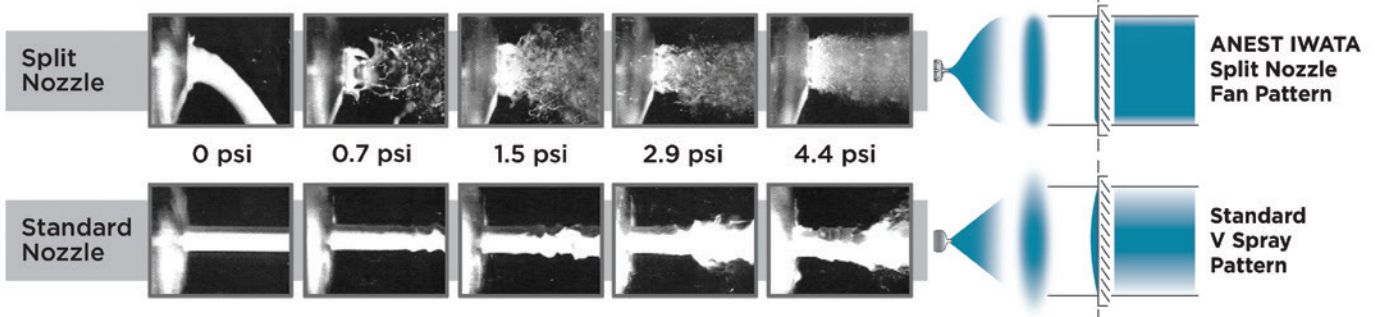 Split
Nozzle
ANEST IWATA
Split Nozzle
Fan Pattern
0 psi
0.7 psi
1.5 psi
2.9 psi
4.4 psi
Standard
Nozzle
Standard
V Spray
Pattern